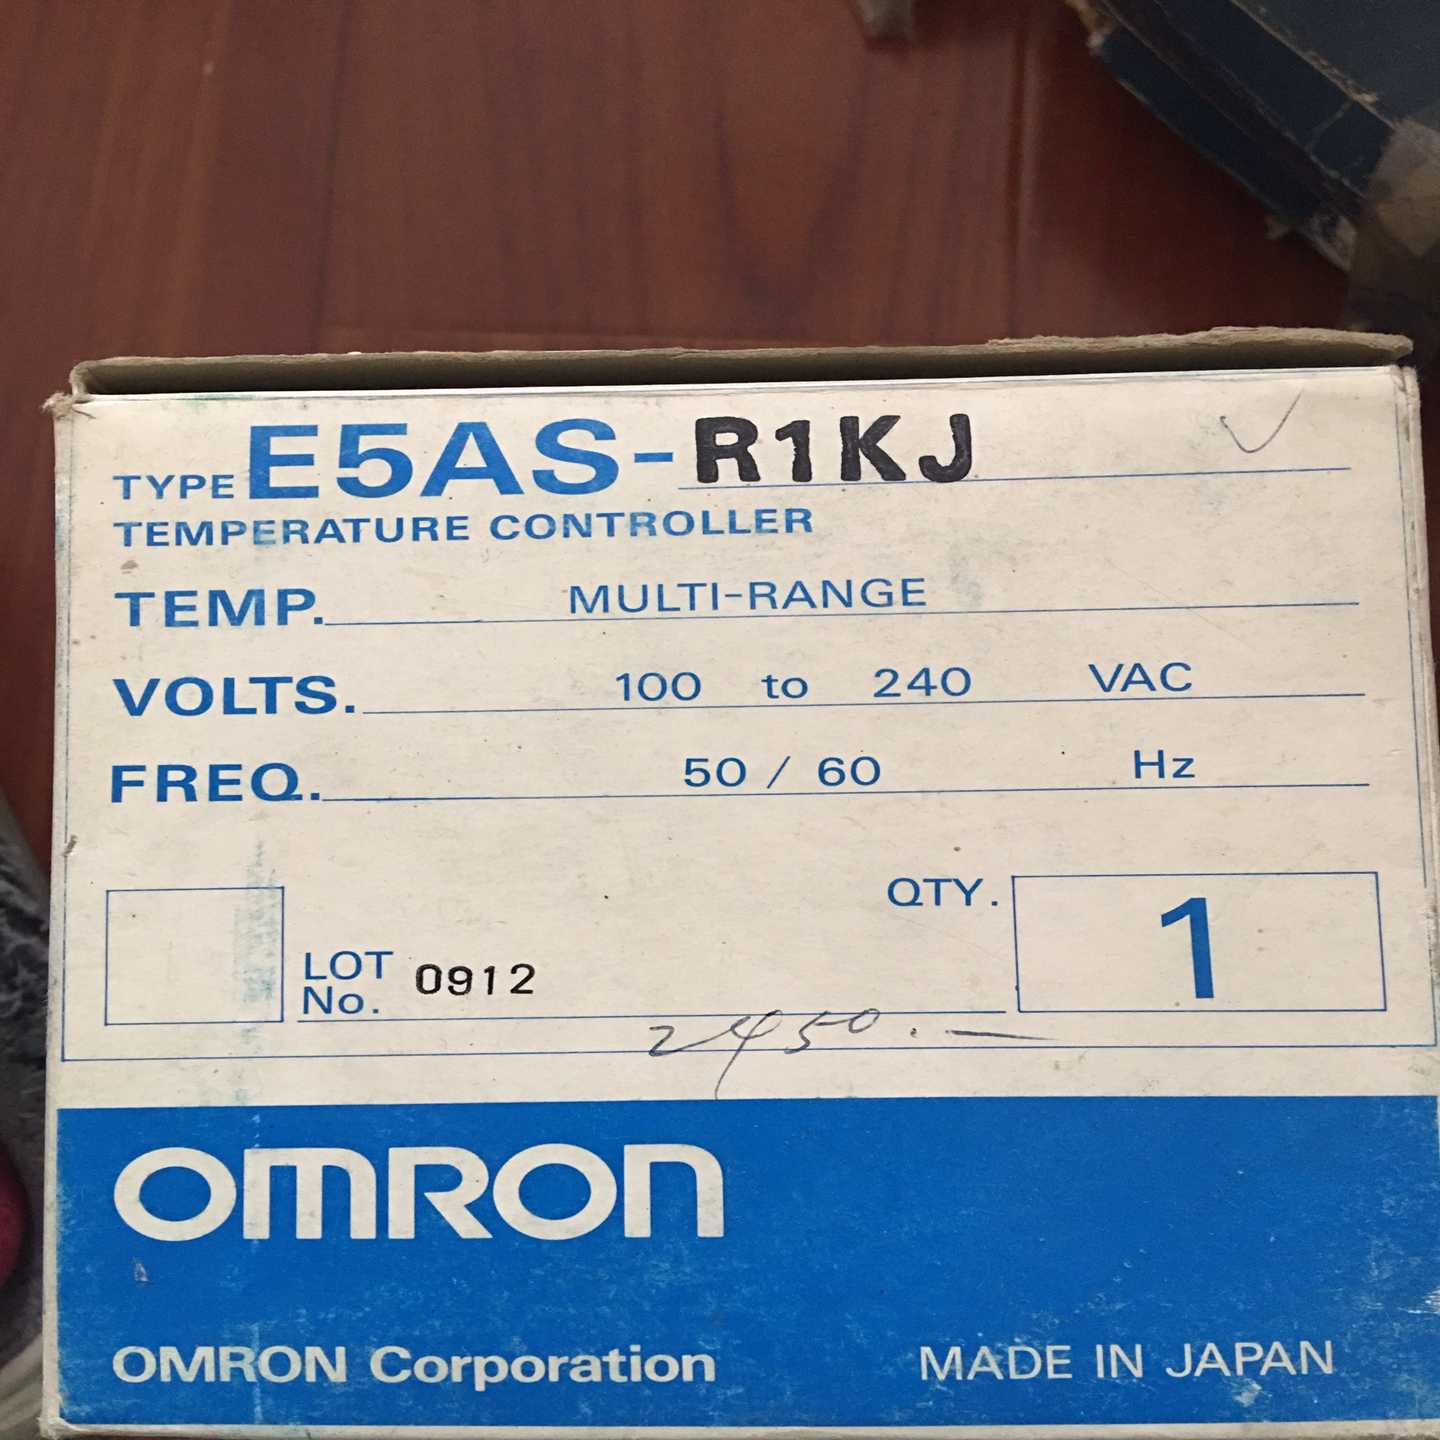 TYPE E5AS-R1KJ
TEMPERATURE CONTROLLER
TEMP. MULTI-RANGE
VOLTS. 100 to 240 VAC
FREQ. 50 / 60 Hz
QTY. 1
LOT No. 0912
2450.—
OMRON
OMRON Corporation MADE IN JAPAN